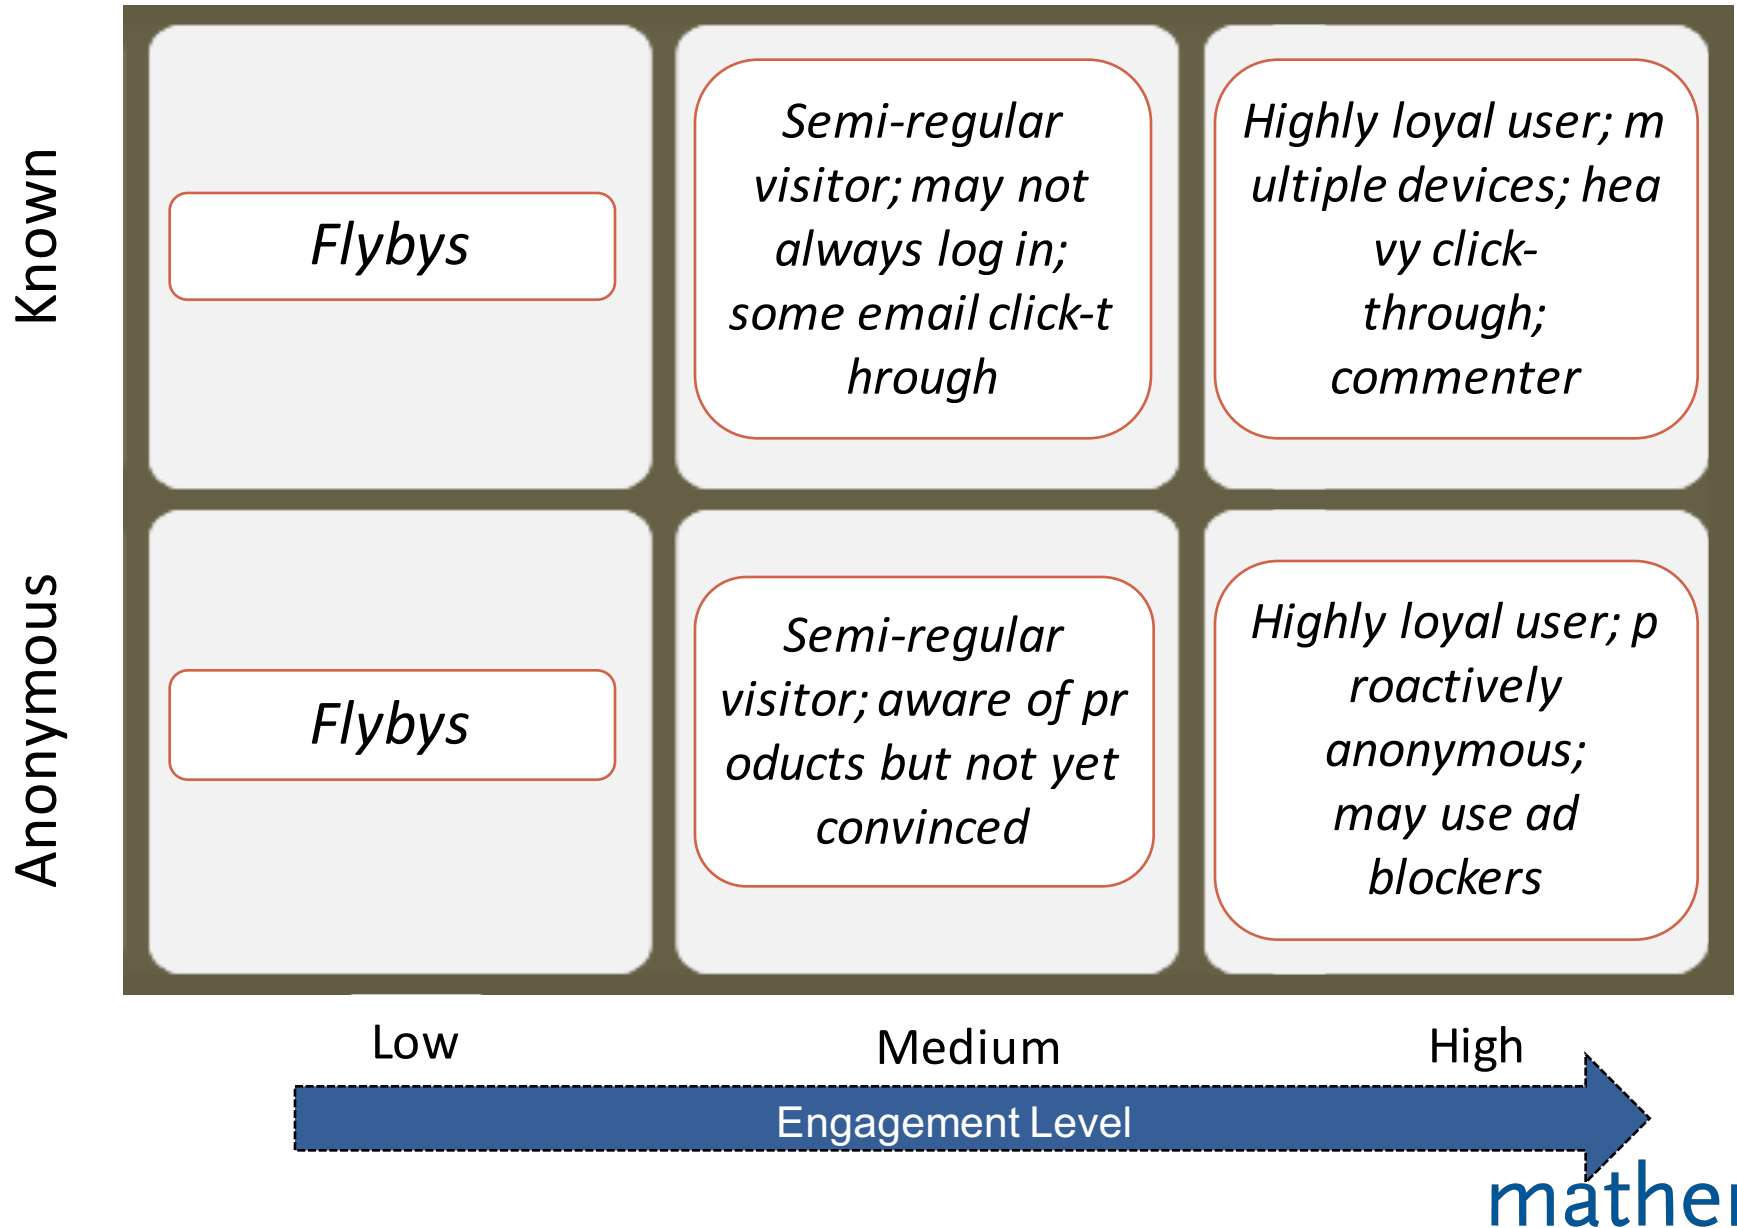 Known
Flybys
Semi-regular
visitor; may not
always log in;
some email click-t
hrough
Highly loyal user; m
ultiple devices; hea
vy click-
through;
commenter
Anonymous
Flybys
Semi-regular
visitor; aware of pr
oducts but not yet
convinced
Highly loyal user; p
roactively
anonymous;
may use ad
blockers
Low
Medium
High
Engagement Level
mather